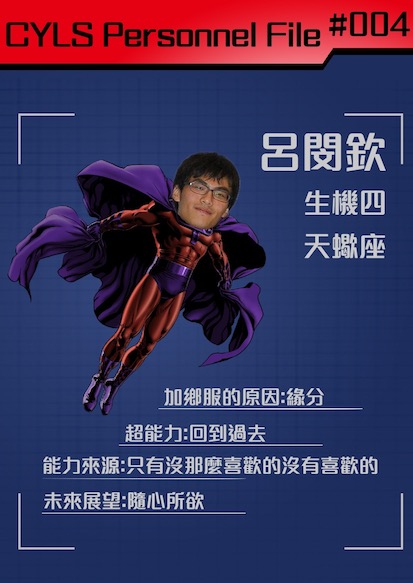 CYLS Personnel File #004
呂閔欽
生機四
天蠍座
加鄉服的原因:緣分
超能力:回到過去
能力來源:只有沒那麼喜歡的沒有喜歡的
未來展望:隨心所欲